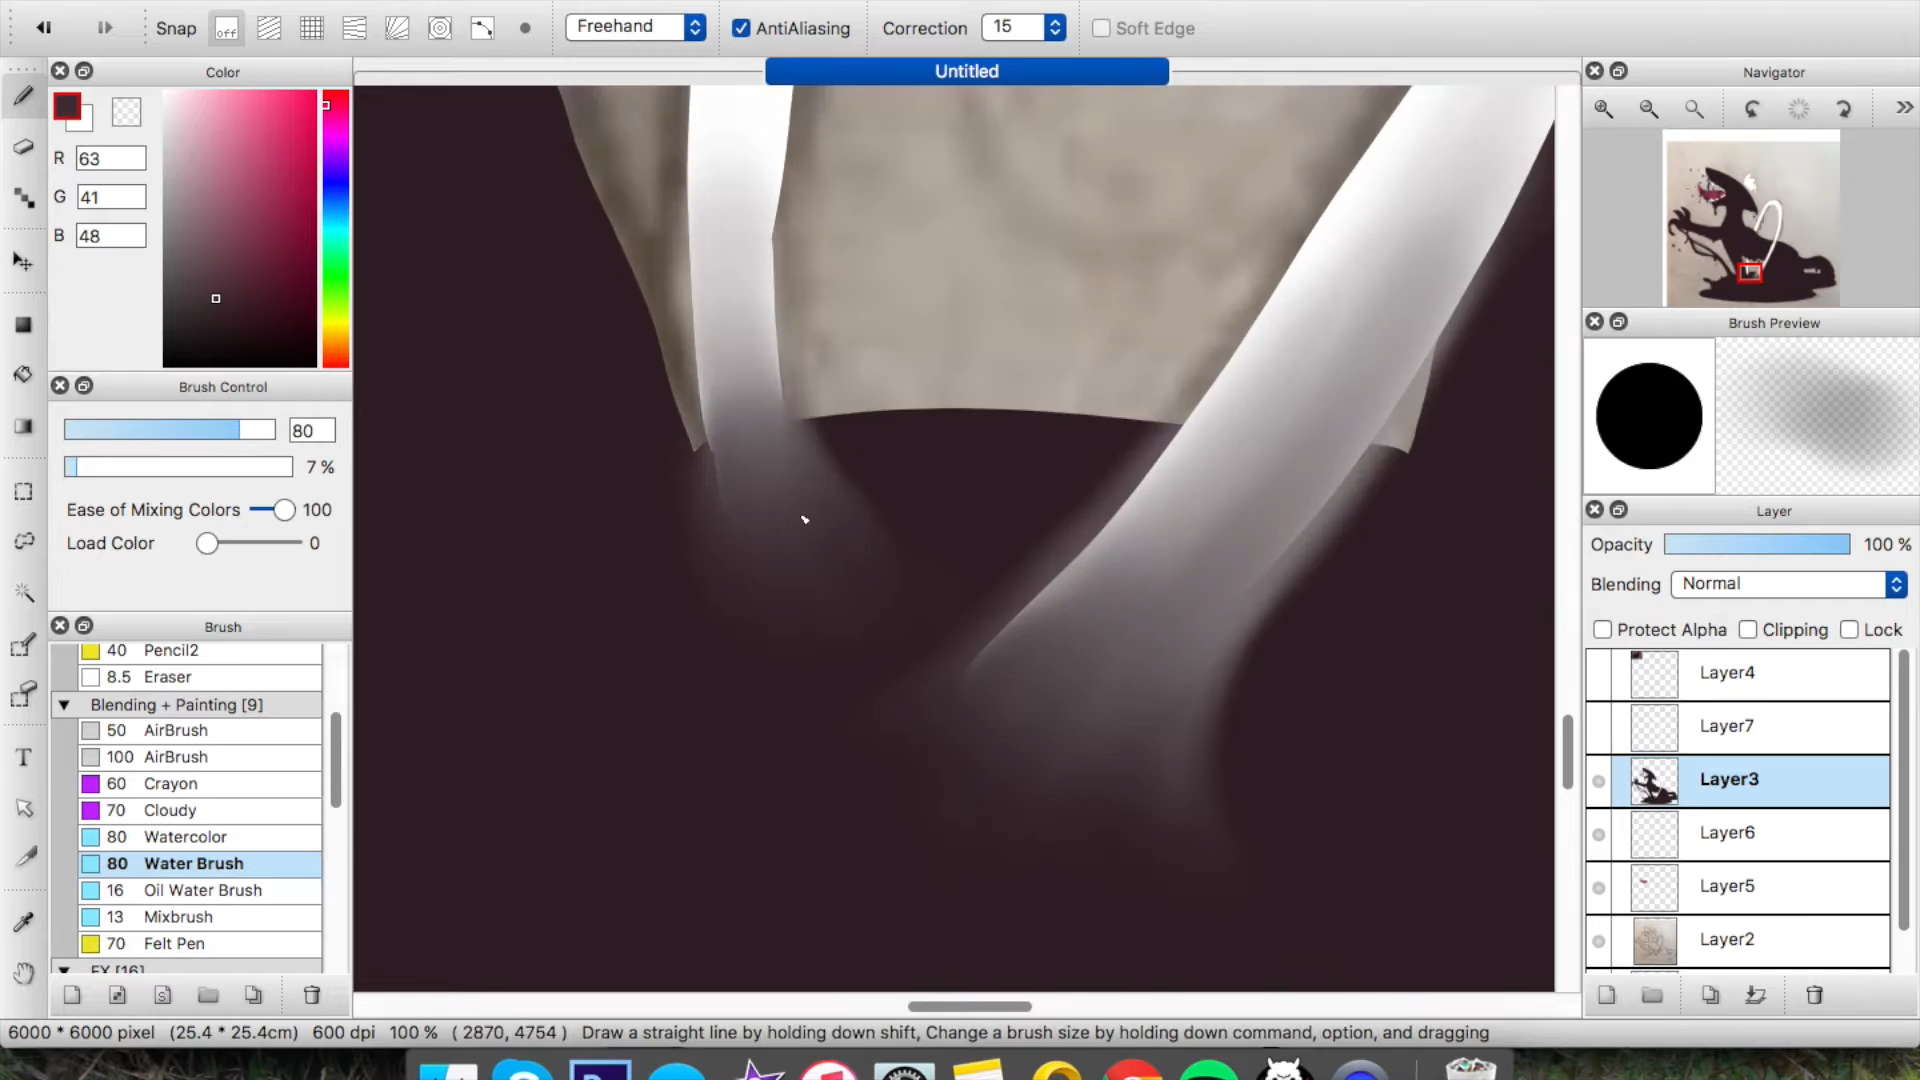 Snap off Freehand AntiAliasing Correction 15 Soft Edge
Color
R 63
G 41
B 48
Brush Control
80
7 %
Ease of Mixing Colors 100
Load Color 0
Brush
40 Pencil2
8.5 Eraser
Blending + Painting [9]
50 AirBrush
100 AirBrush
60 Crayon
70 Cloudy
80 Watercolor
80 Water Brush
16 Oil Water Brush
13 Mixbrush
70 Felt Pen
FX [16]
Untitled
Navigator
Brush Preview
Layer
Opacity 100 %
Blending Normal
Protect Alpha Clipping Lock
Layer4
Layer7
Layer3
Layer6
Layer5
Layer2
6000 * 6000 pixel (25.4 * 25.4cm) 600 dpi 100 % ( 2870, 4754 ) Draw a straight line by holding down shift, Change a brush size by holding down command, option, and dragging